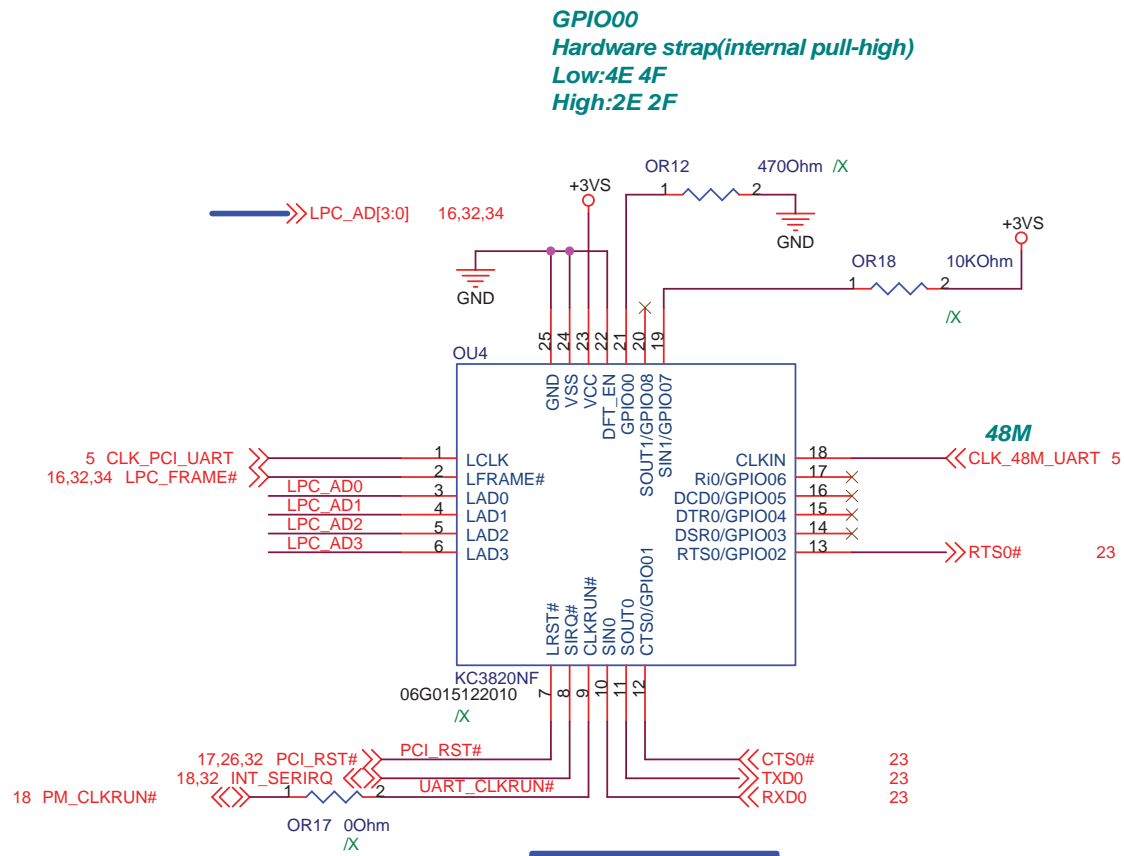 GPIO00
Hardware strap(internal pull-high)
Low:4E 4F
High:2E 2F
OR12 470Ohm /X
1 2
+3VS
LPC_AD[3:0] 16,32,34
GND
+3VS
OR18 10KOhm
1 2
GND
/X
25 24 23 22 21 20 19
OU4
GND
VSS
VCC
DFT_EN
GPIO00
SOUT1/GPIO08
SIN1/GPIO07
48M
5 CLK_PCI_UART 1 LCLK
CLKIN 18 CLK_48M_UART 5
16,32,34 LPC_FRAME# 2 LFRAME#
Ri0/GPIO06 17
LPC_AD0 3 LAD0
DCD0/GPIO05 16
LPC_AD1 4 LAD1
DTR0/GPIO04 15
LPC_AD2 5 LAD2
DSR0/GPIO03 14
LPC_AD3 6 LAD3
RTS0/GPIO02 13 RTS0# 23
LRST#
SIRQ#
CLKRUN#
SIN0
SOUT0
CTS0/GPIO01
KC3820NF
06G015122010
/X
7 8 9 10 11 12
17,26,32 PCI_RST# PCI_RST#
CTS0# 23
18,32 INT_SERIRQ
TXD0 23
UART_CLKRUN#
18 PM_CLKRUN# 1 2
RXD0 23
OR17 0Ohm
/X